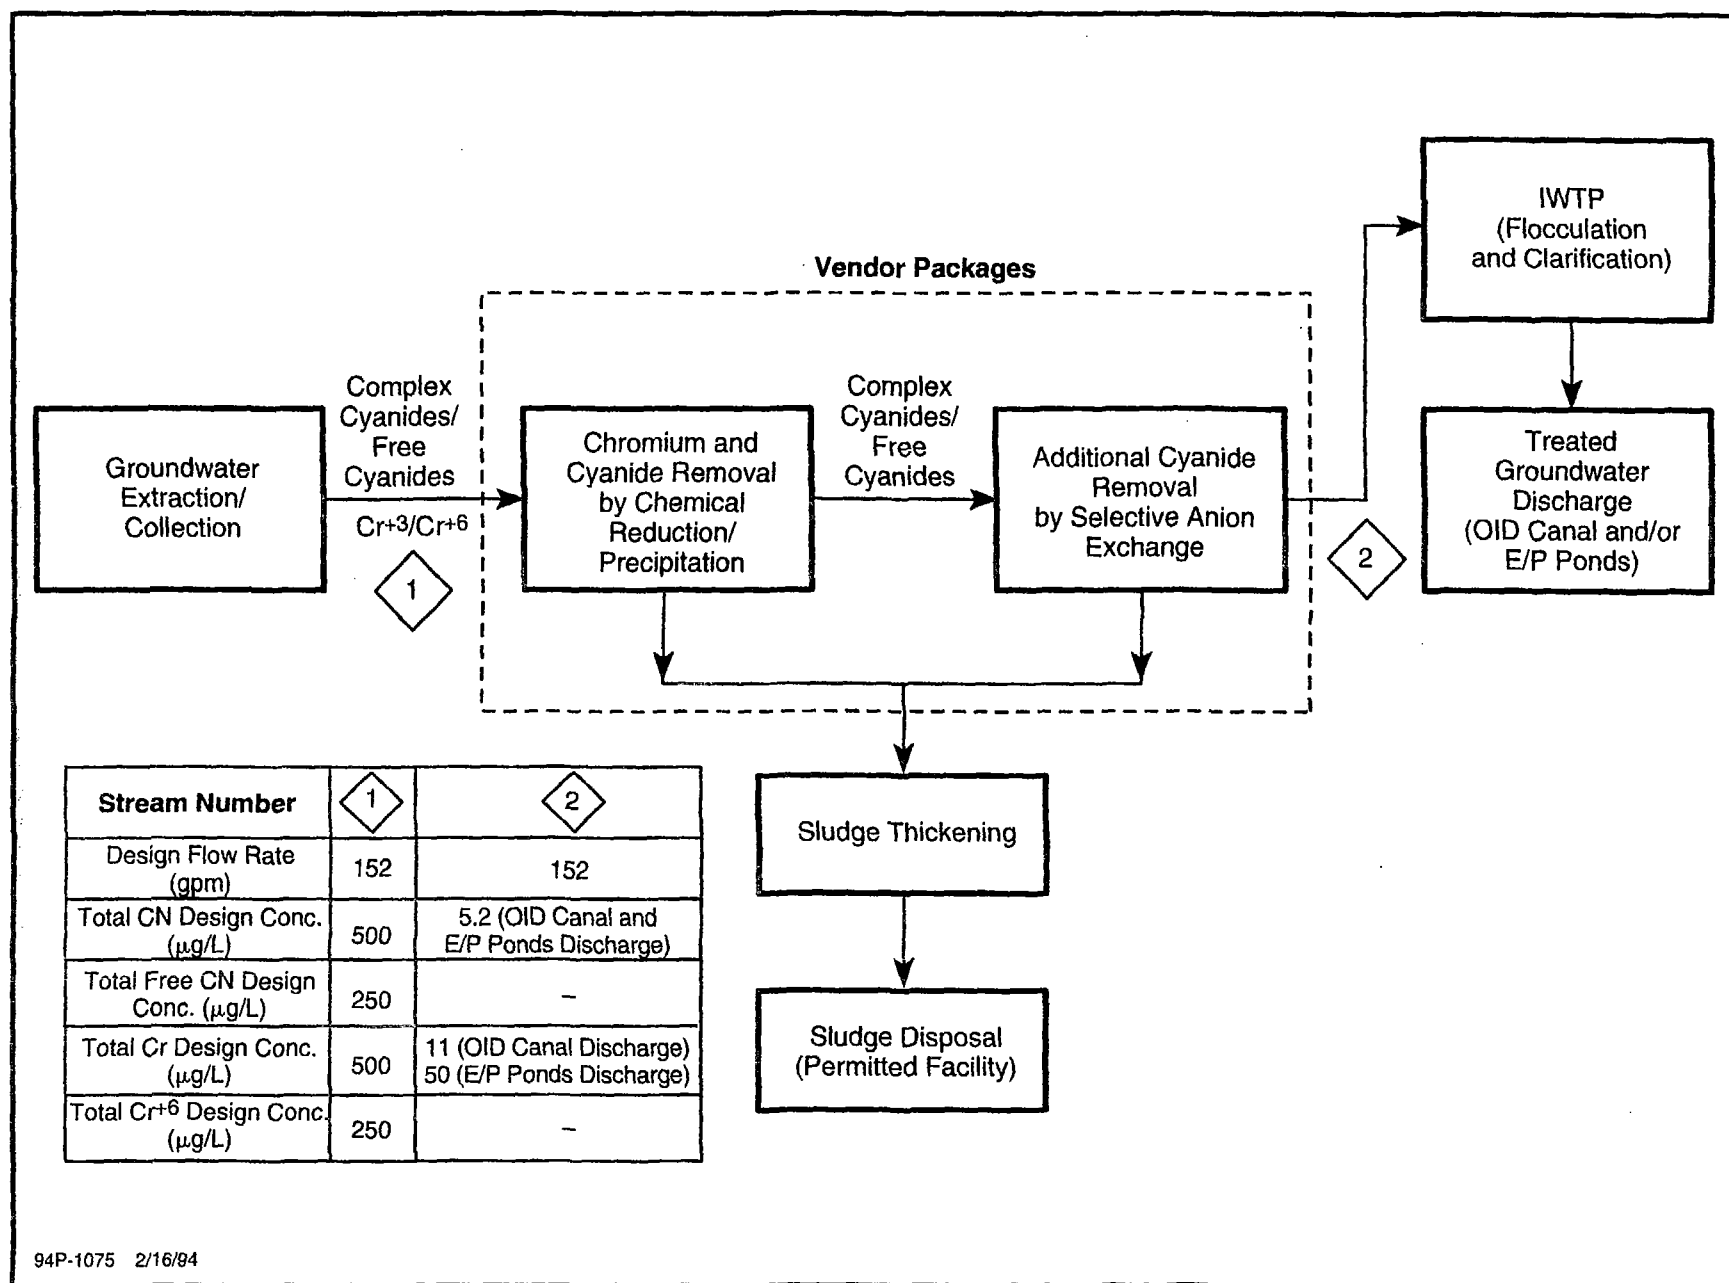 IWTP
(Flocculation
and Clarification)
Vendor Packages
Complex
Cyanides/
Free
Cyanides
Cr+3/Cr+6
1
Complex
Cyanides/
Free
Cyanides
Groundwater
Extraction/
Collection
Chromium and
Cyanide Removal
by Chemical
Reduction/
Precipitation
Additional Cyanide
Removal
by Selective Anion
Exchange
2
Treated
Groundwater
Discharge
(OID Canal and/or
E/P Ponds)
Sludge Thickening
Sludge Disposal
(Permitted Facility)
Stream Number 1 2
Design Flow Rate
(gpm) 152 152
Total CN Design Conc.
(µg/L) 500 5.2 (OID Canal and
E/P Ponds Discharge)
Total Free CN Design
Conc. (µg/L) 250 –
Total Cr Design Conc.
(µg/L) 500 11 (OID Canal Discharge)
50 (E/P Ponds Discharge)
Total Cr+6 Design Conc.
(µg/L) 250 –
94P-1075 2/16/94